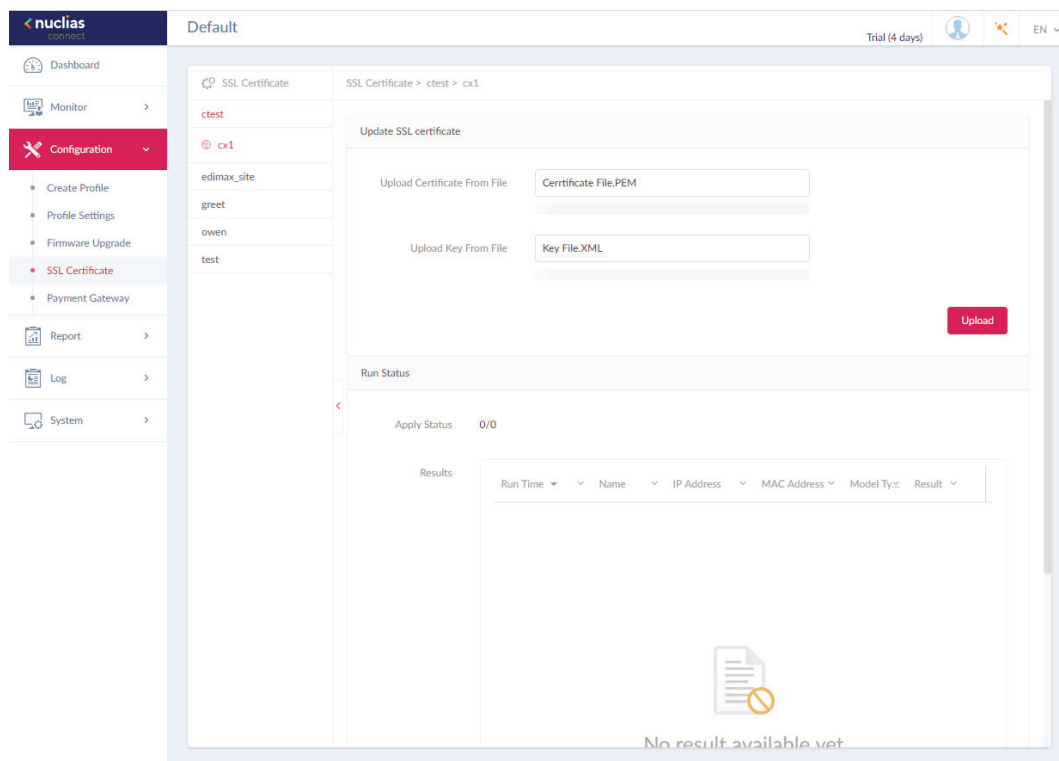 nuclias
connect
Default
Trial (4 days)
EN
Dashboard
Monitor
Configuration
Create Profile
Profile Settings
Firmware Upgrade
SSL Certificate
Payment Gateway
Report
Log
System
SSL Certificate
ctest
cx1
edimax_site
greet
owen
test
SSL Certificate > ctest > cx1
Update SSL certificate
Upload Certificate From File
Cerrtificate File.PEM
Upload Key From File
Key File.XML
Upload
Run Status
Apply Status 0/0
Results
Run Time Name IP Address MAC Address Model Ty... Result
No result available yet